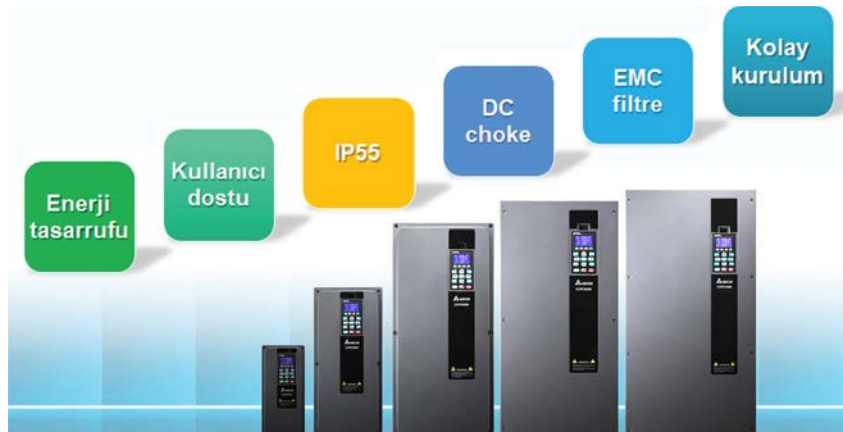 Enerji
tasarrufu
Kullanıcı
dostu
IP55
DC
choke
EMC
filtre
Kolay
kurulum